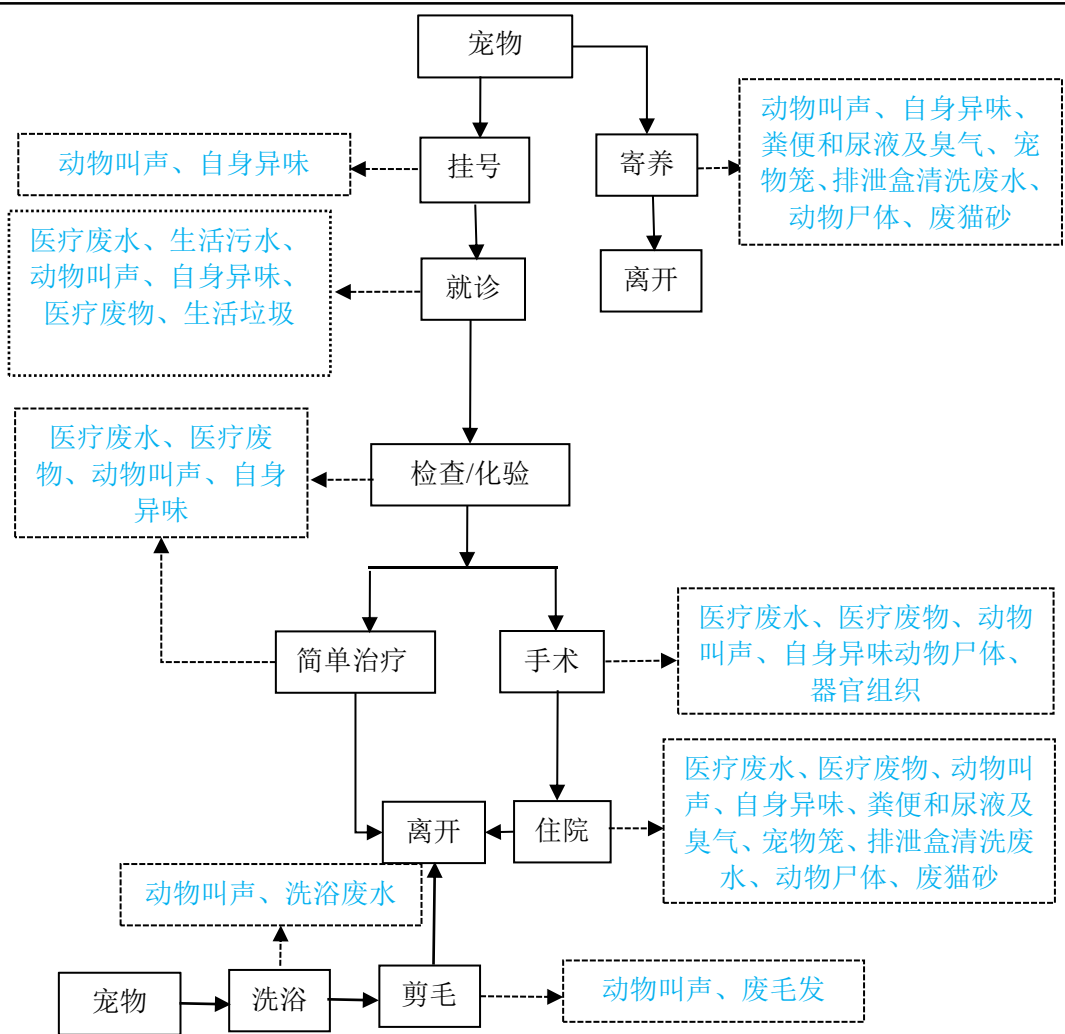 宠物
动物叫声、自身异味、
粪便和尿液及臭气、宠
物笼、排泄盒清洗废水、
动物尸体、废猫砂
动物叫声、自身异味
挂号
寄养
医疗废水、生活污水、
动物叫声、自身异味、
医疗废物、生活垃圾
就诊
离开
医疗废水、医疗废
物、动物叫声、自身
异味
检查/化验
医疗废水、医疗废物、动物
叫声、自身异味动物尸体、
器官组织
简单治疗
手术
医疗废水、医疗废物、动物叫
声、自身异味、粪便和尿液及
臭气、宠物笼、排泄盒清洗废
水、动物尸体、废猫砂
离开
住院
动物叫声、洗浴废水
宠物
洗浴
剪毛
动物叫声、废毛发